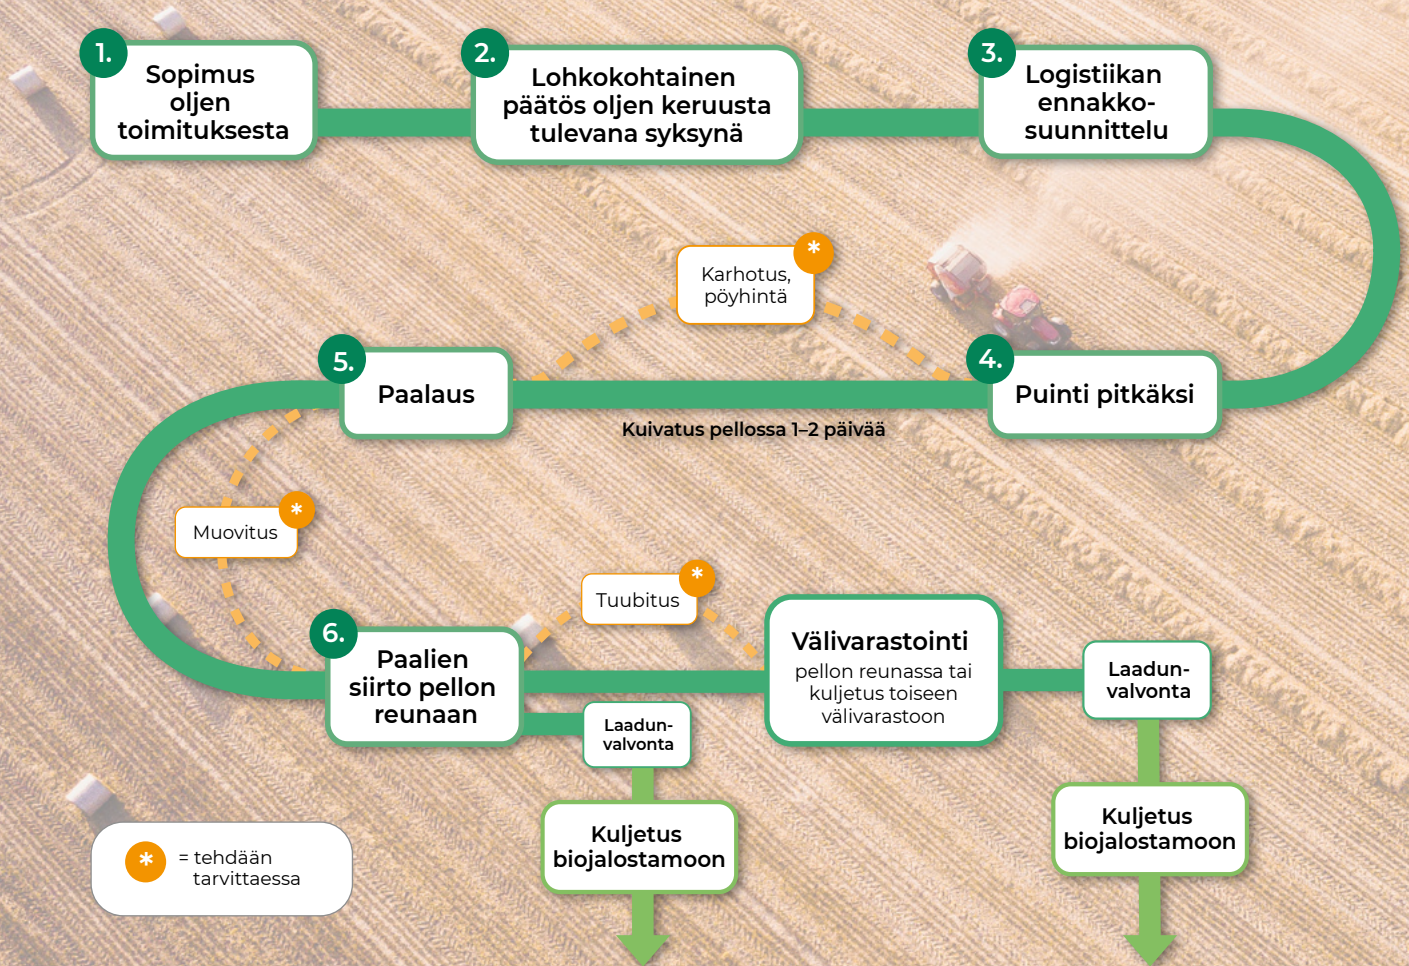 1.
Sopimus
oljen
toimituksesta
2.
Lohkokohtainen
päätös oljen keruusta
tulevana syksynä
3.
Logistiikan
ennakko-
suunnittelu
Karhotus,
pöyhintä
*
4.
Puinti pitkäksi
Kuivatus pellossa 1–2 päivää
5.
Paalaus
Muovitus
*
6.
Paalien
siirto pellon
reunaan
Tuubitus
*
Välivarastointi
pellon reunassa tai
kuljetus toiseen
välivarastoon
Laadun-
valvonta
Kuljetus
biojalostamoon
Laadun-
valvonta
Kuljetus
biojalostamoon
* = tehdään
tarvittaessa